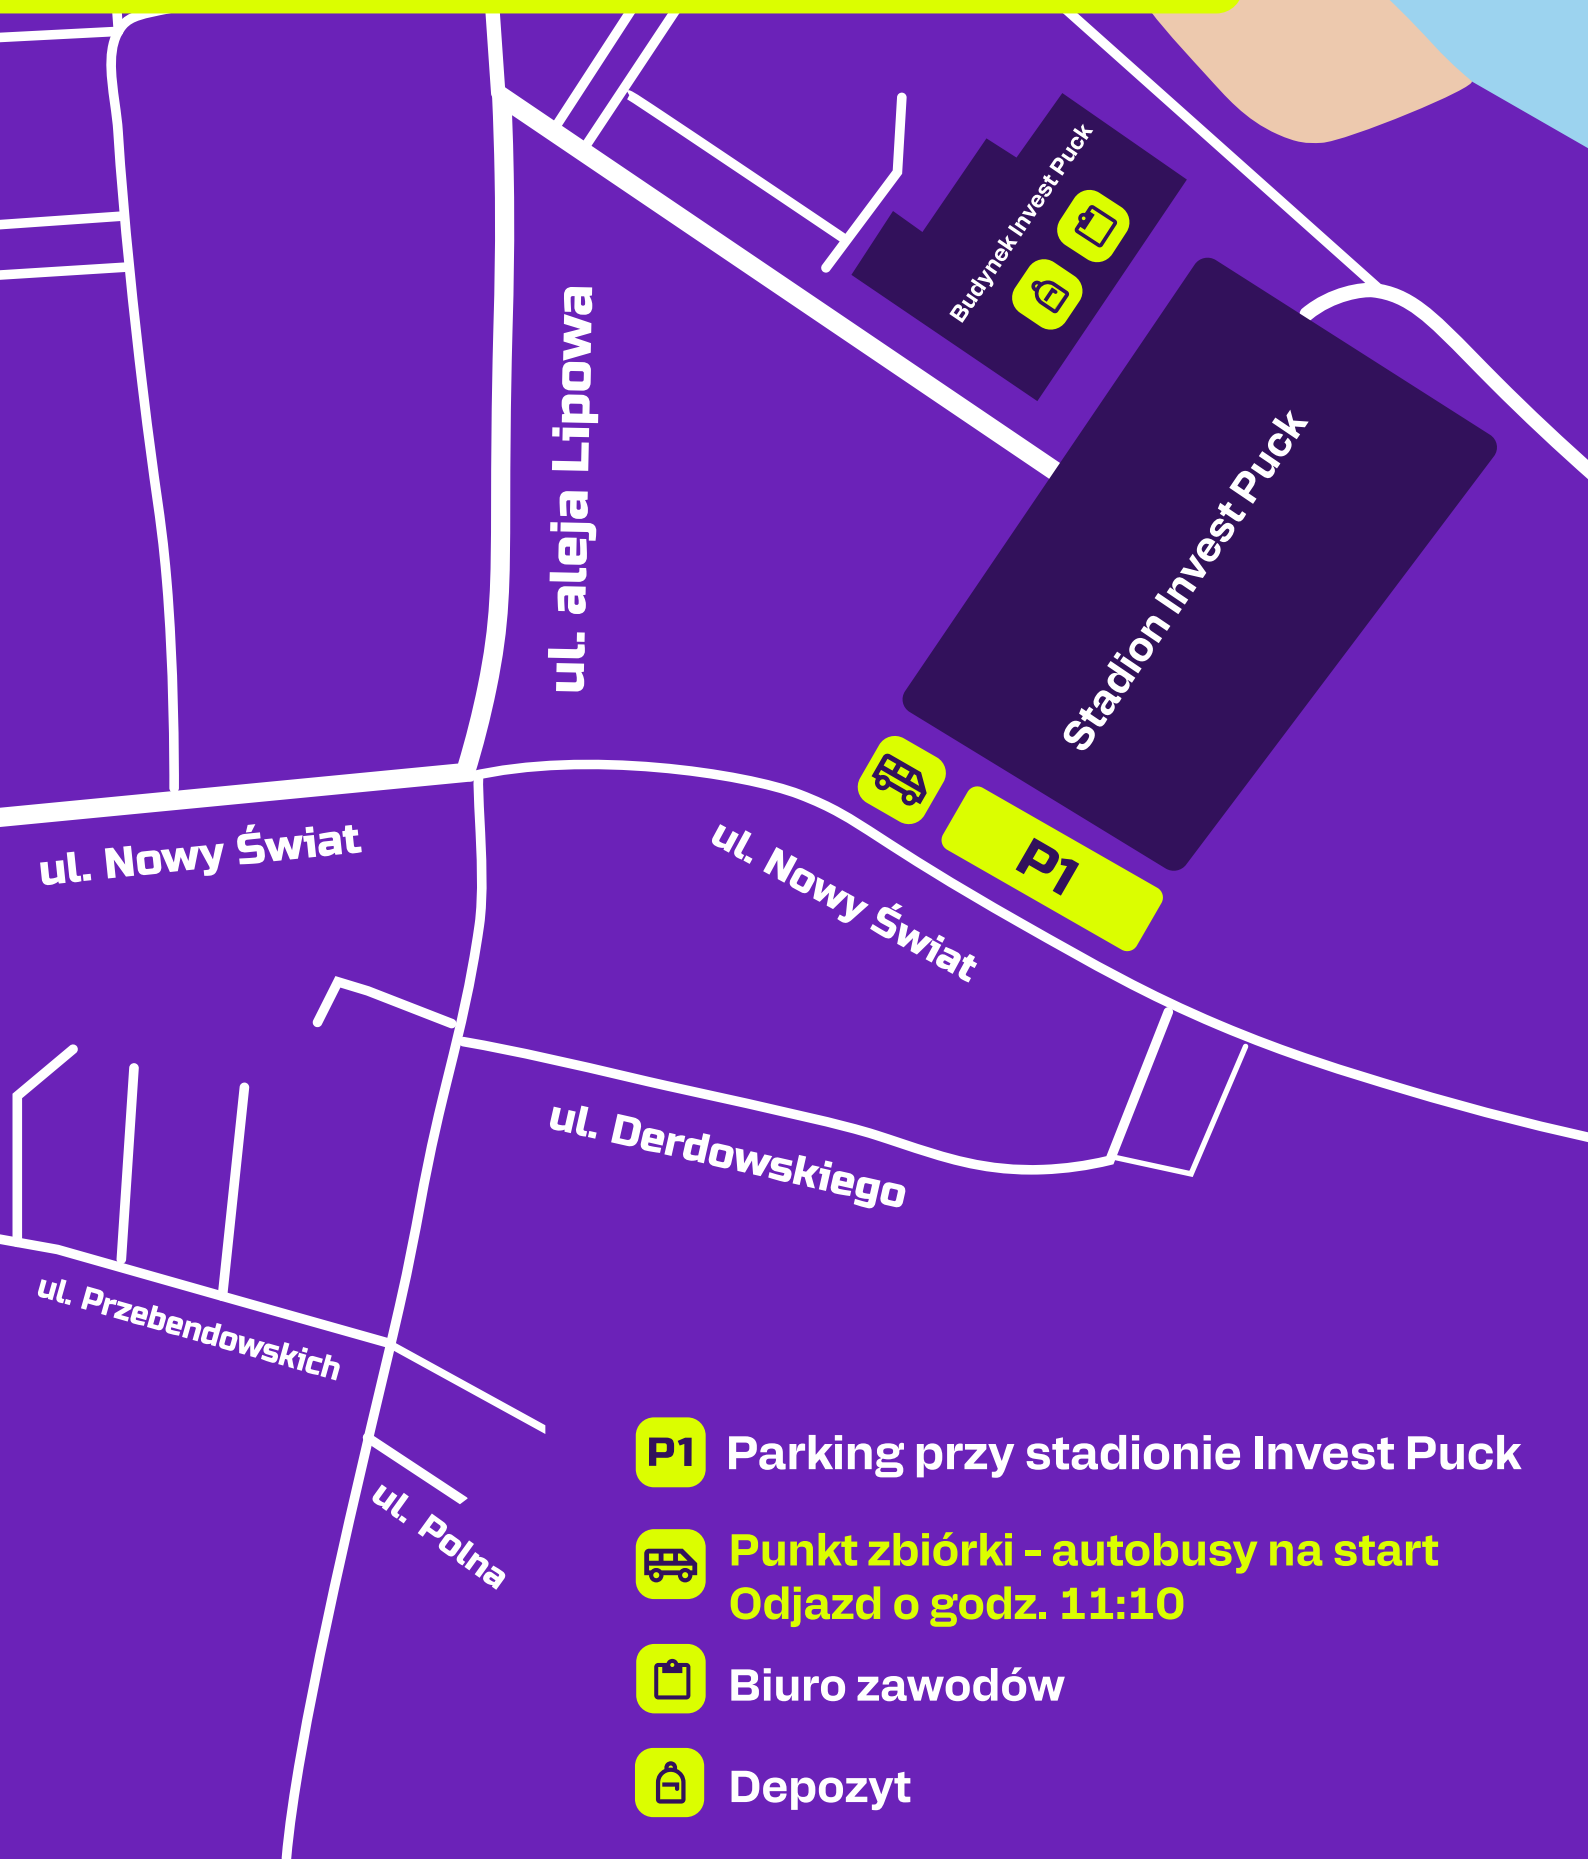 Budynek Invest Puck
ul. aleja Lipowa
Stadion Invest Puck
P1
ul. Nowy Świat
ul. Nowy Świat
ul. Derdowskiego
ul. Przebendowskich
ul. Polna
P1 Parking przy stadionie Invest Puck
Punkt zbiórki - autobusy na start
Odjazd o godz. 11:10
Biuro zawodów
Depozyt